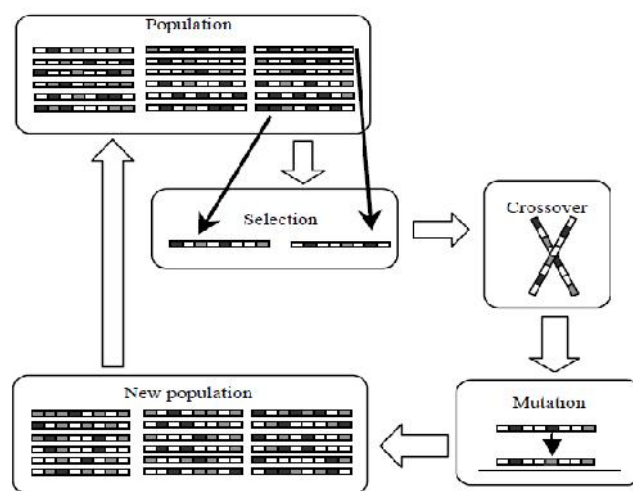 Population
Selection
Crossover
New population
Mutation